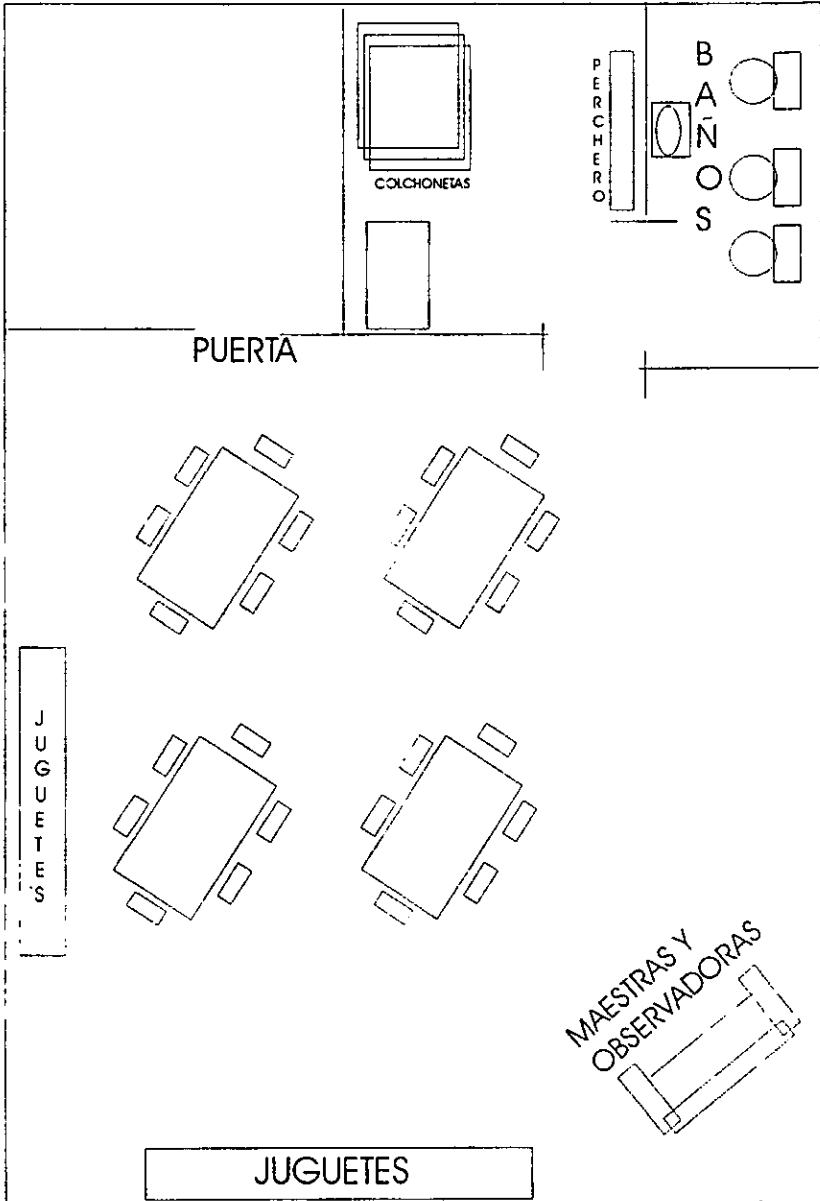 PERCHERO
BAÑOS
COLCHONETAS
PUERTA
JUGUETES
MAESTRAS Y
OBSERVADORAS
JUGUETES